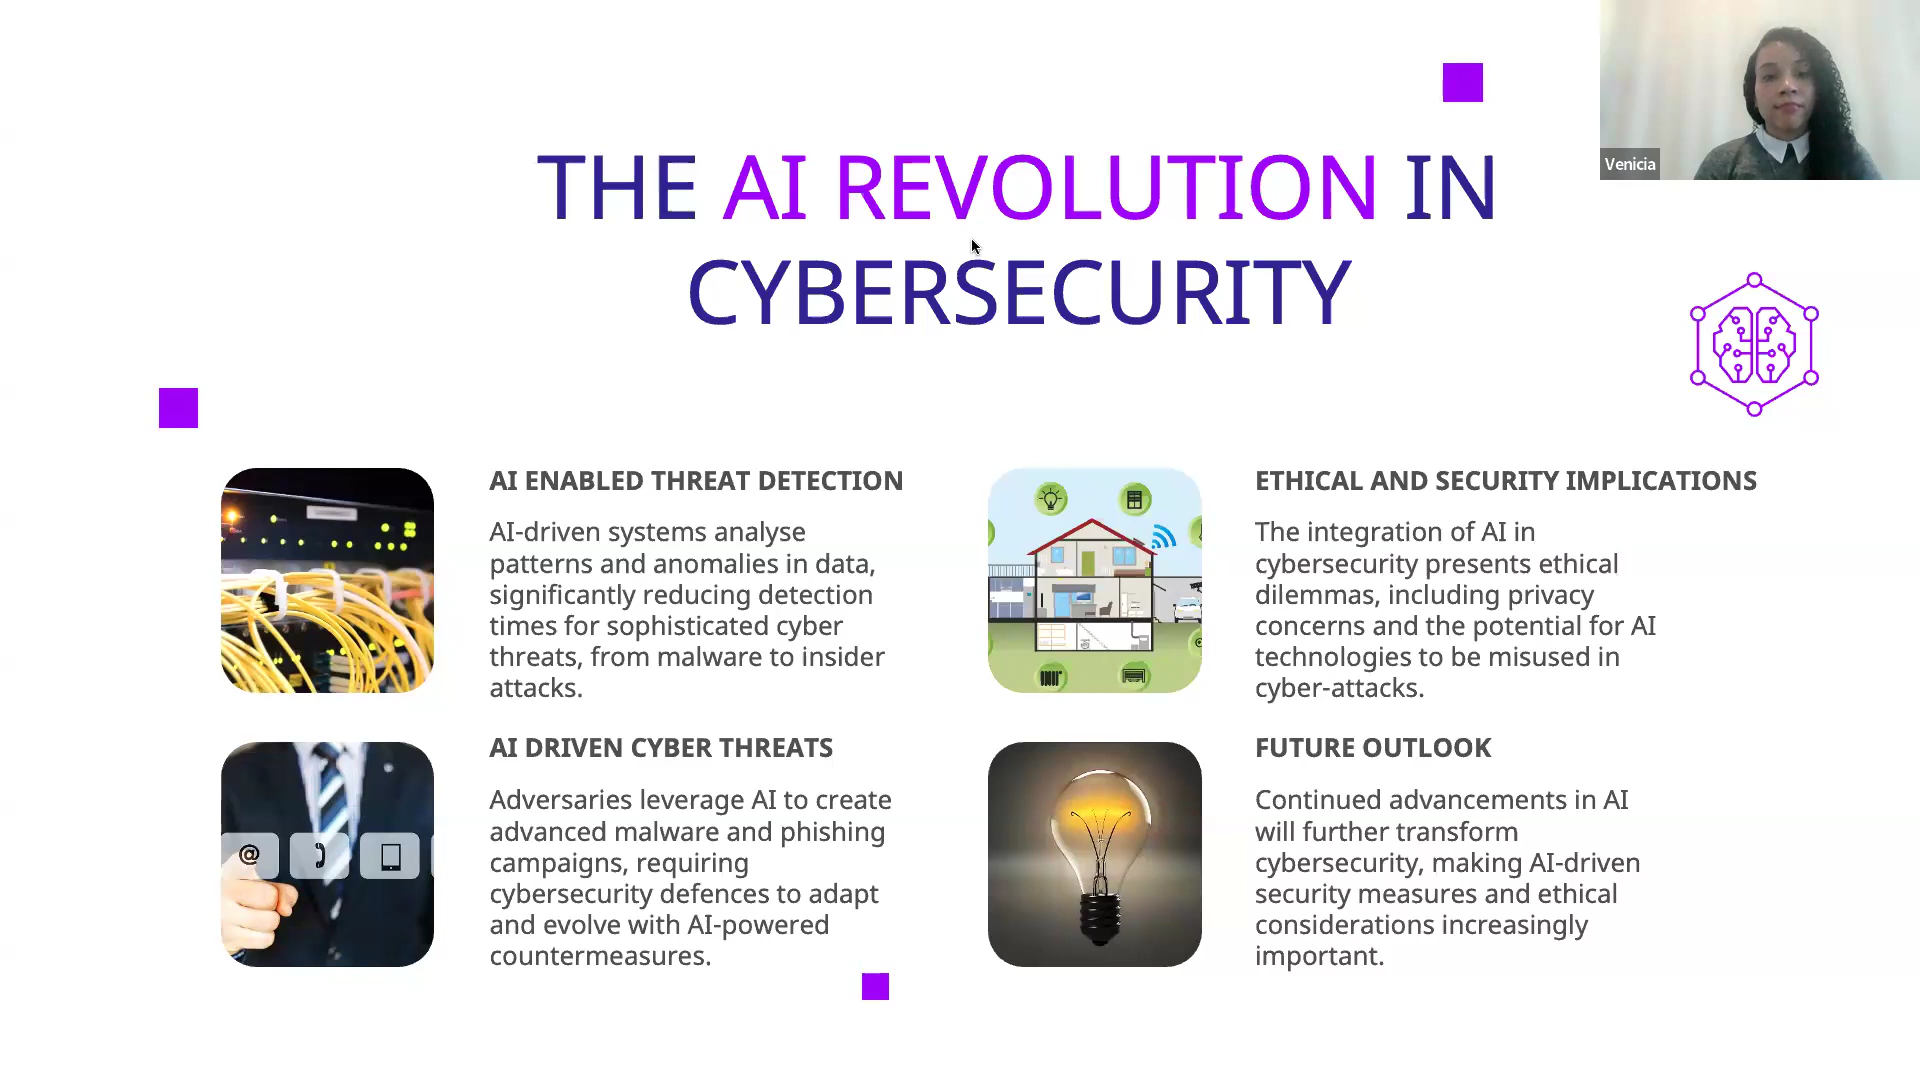 THE AI REVOLUTION IN
CYBERSECURITY
Venicia
AI ENABLED THREAT DETECTION
AI-driven systems analyse
patterns and anomalies in data,
significantly reducing detection
times for sophisticated cyber
threats, from malware to insider
attacks.
ETHICAL AND SECURITY IMPLICATIONS
The integration of AI in
cybersecurity presents ethical
dilemmas, including privacy
concerns and the potential for AI
technologies to be misused in
cyber-attacks.
AI DRIVEN CYBER THREATS
Adversaries leverage AI to create
advanced malware and phishing
campaigns, requiring
cybersecurity defences to adapt
and evolve with AI-powered
countermeasures.
@
FUTURE OUTLOOK
Continued advancements in AI
will further transform
cybersecurity, making AI-driven
security measures and ethical
considerations increasingly
important.